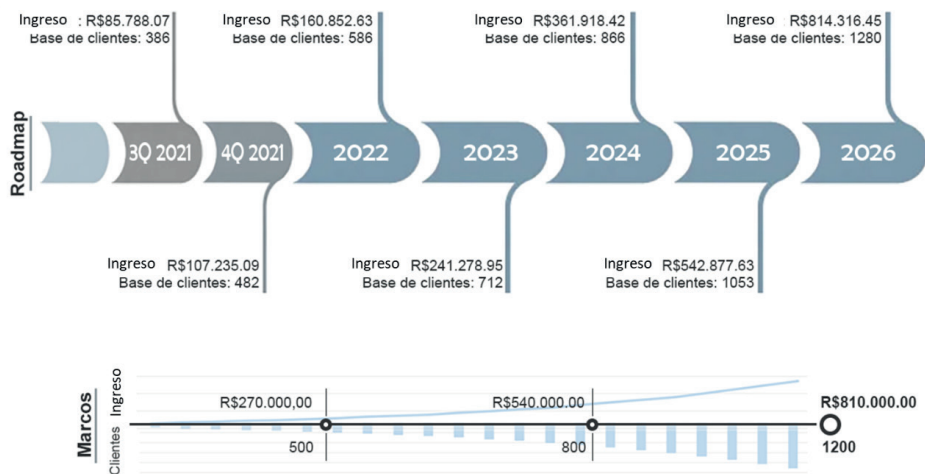 Ingreso : R$85.788.07
Base de clientes: 386
Ingreso R$160.852.63
Base de clientes: 586
Ingreso R$361.918.42
Base de clientes: 866
Ingreso R$814.316.45
Base de clientes: 1280
Roadmap
3Q 2021
4Q 2021
2022
2023
2024
2025
2026
Ingreso R$107.235.09
Base de clientes: 482
Ingreso R$241.278.95
Base de clientes: 712
Ingreso R$542.877.63
Base de clientes: 1053
Marcos
Ingreso
Clientes
R$270.000,00
R$540.000.00
R$810.000.00
500
800
1200